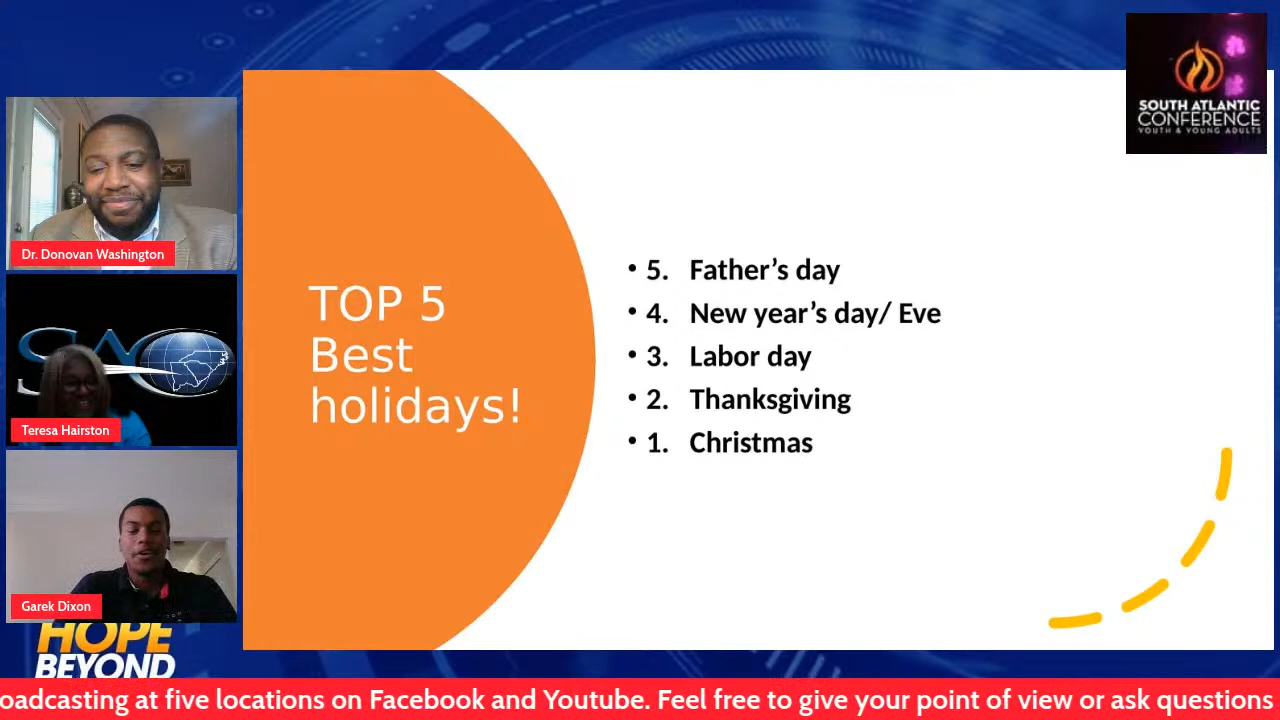 SOUTH ATLANTIC
CONFERENCE
YOUTH & YOUNG ADULTS
Dr. Donovan Washington
Teresa Hairston
Garek Dixon
TOP 5
Best
holidays!
• 5. Father’s day
• 4. New year’s day/ Eve
• 3. Labor day
• 2. Thanksgiving
• 1. Christmas
HOPE
BEYOND
oadcasting at five locations on Facebook and Youtube. Feel free to give your point of view or ask questions